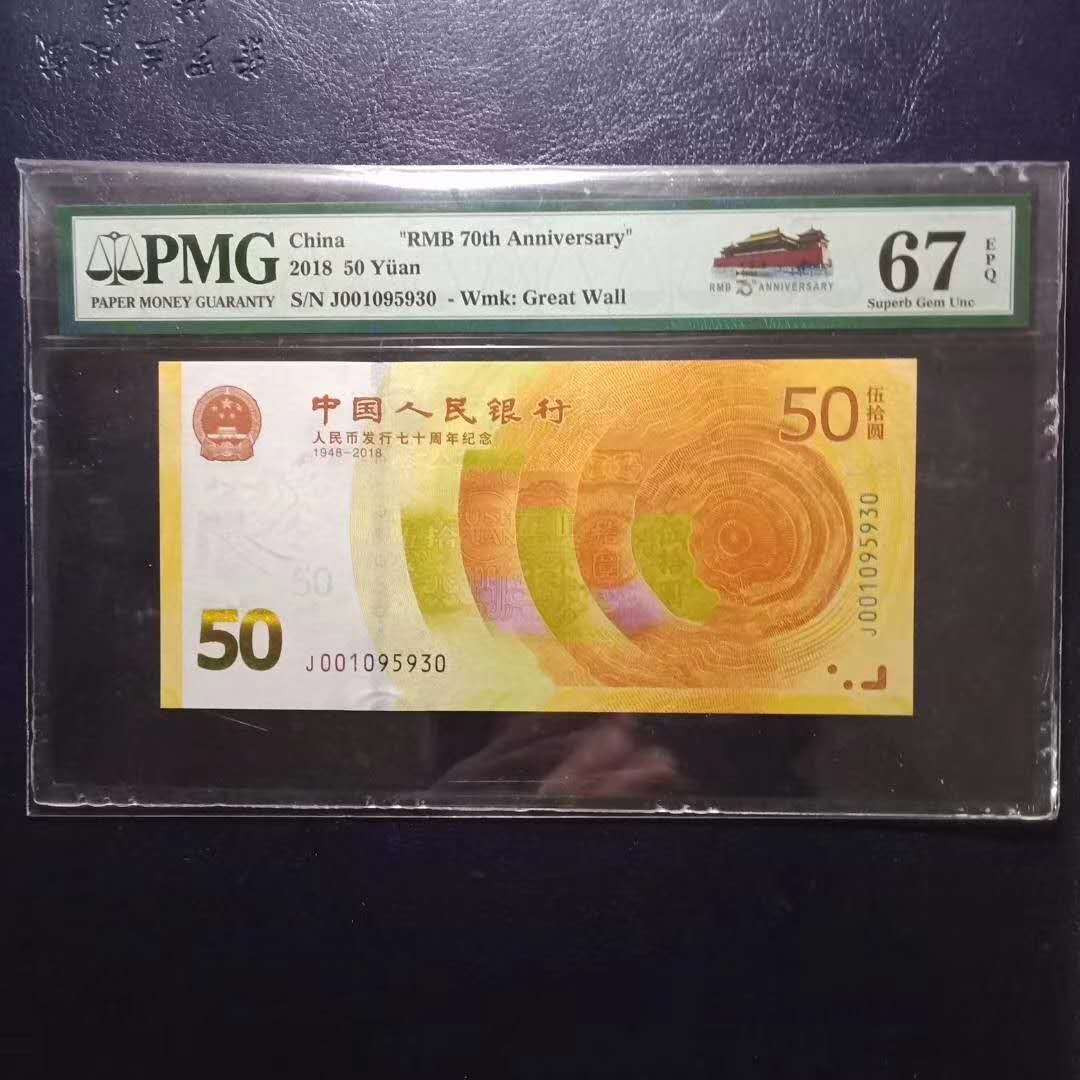 PMG
PAPER MONEY GUARANTY
China "RMB 70th Anniversary"
2018 50 Yüan
S/N J001095930 - Wmk: Great Wall
RMB 70th ANNIVERSARY
67
EPQ
Superb Gem Unc
中国人民银行
人民币发行七十周年纪念
1948-2018
50
伍拾圆
J001095930
50
50
J001095930